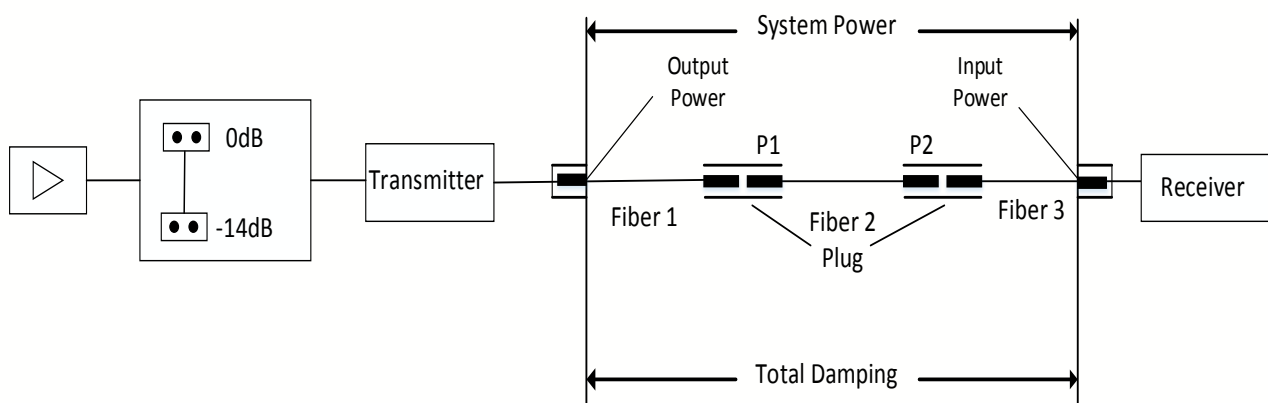 System Power
Output
Power
Input
Power
0dB
P1
P2
Transmitter
Receiver
Fiber 1
Fiber 2
Fiber 3
-14dB
Plug
Total Damping